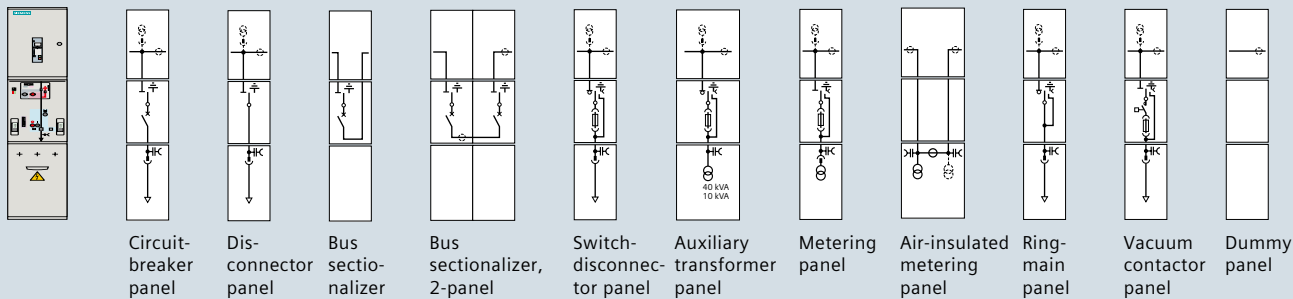 SIEMENS
40 kVA
10 kVA
Circuit-
breaker
panel
Dis-
connector
panel
Bus
sectio-
nalizer
Bus
sectionalizer,
2-panel
Switch-
disconnec-
tor panel
Auxiliary
transformer
panel
Metering
panel
Air-insulated
metering
panel
Ring-
main
panel
Vacuum
contactor
panel
Dummy
panel